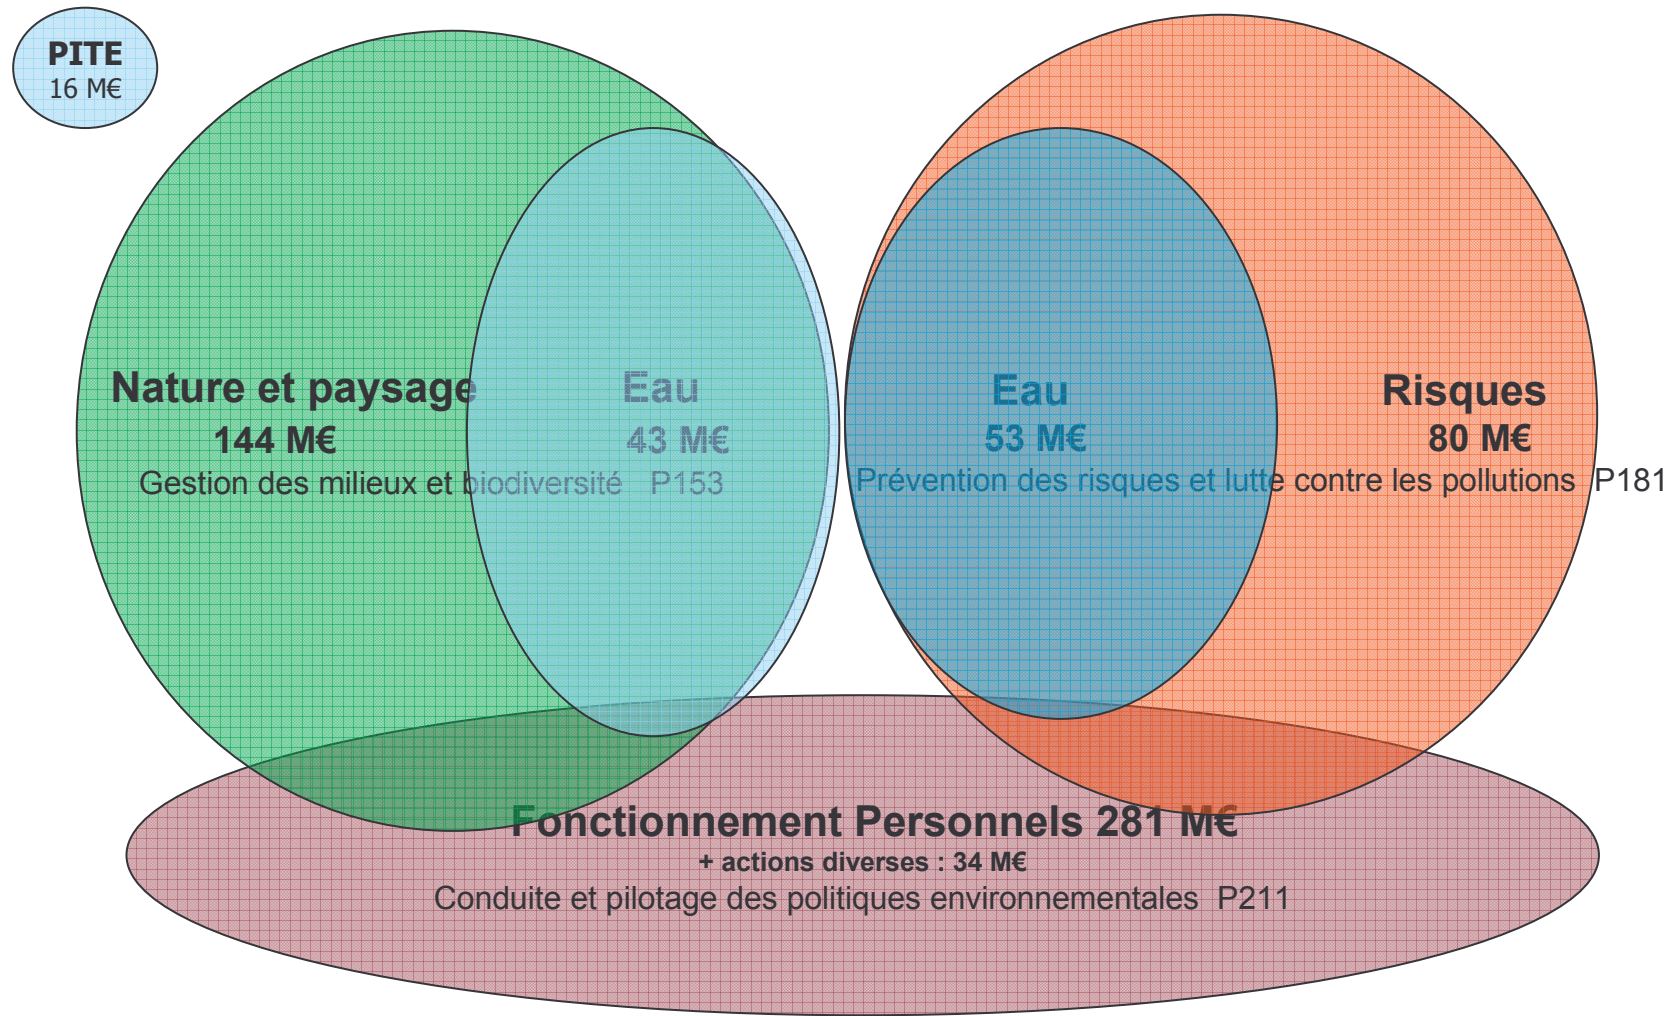 PITE
16 M€
Nature et paysage Eau
144 M€ 43 M€
Gestion des milieux et biodiversité P153
Eau Risques
53 M€ 80 M€
Prévention des risques et lutte contre les pollutions P181
Fonctionnement Personnels 281 M€
+ actions diverses : 34 M€
Conduite et pilotage des politiques environnementales P211